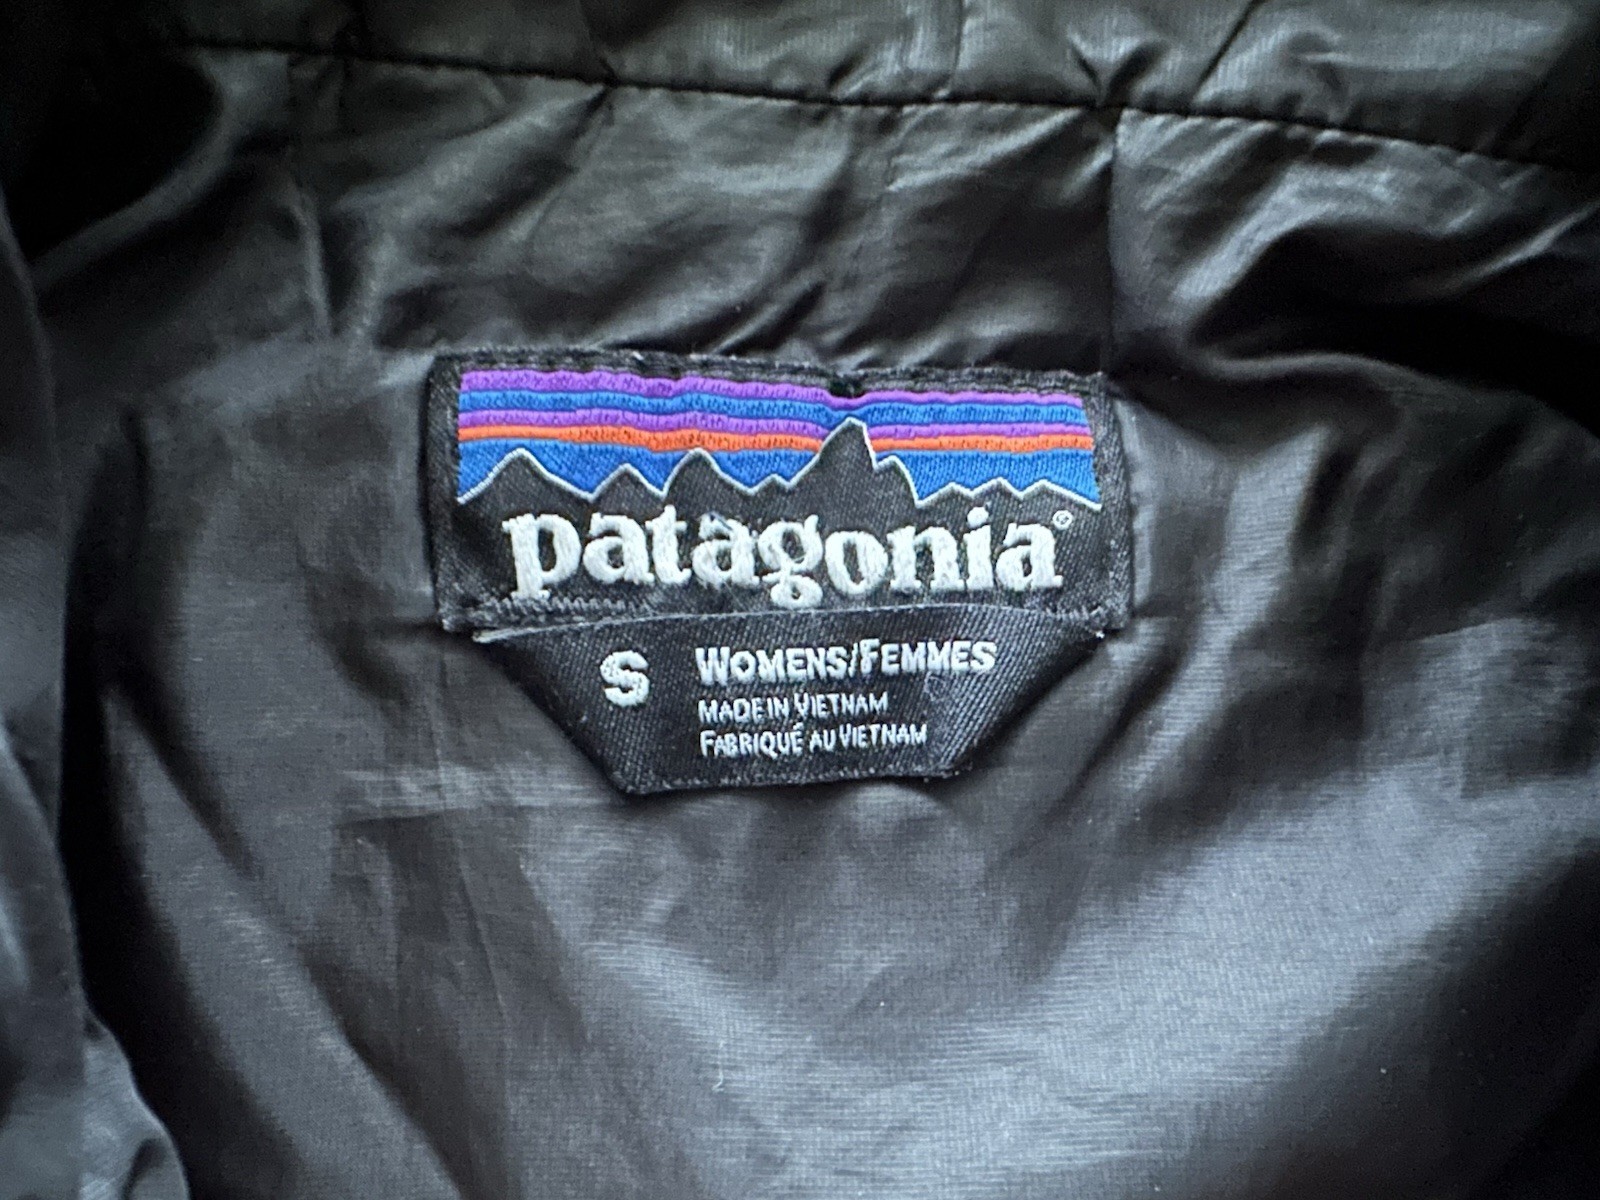 patagonia®
S WOMENS/FEMMES
MADE IN VIETNAM
FABRIQUÉ AU VIETNAM